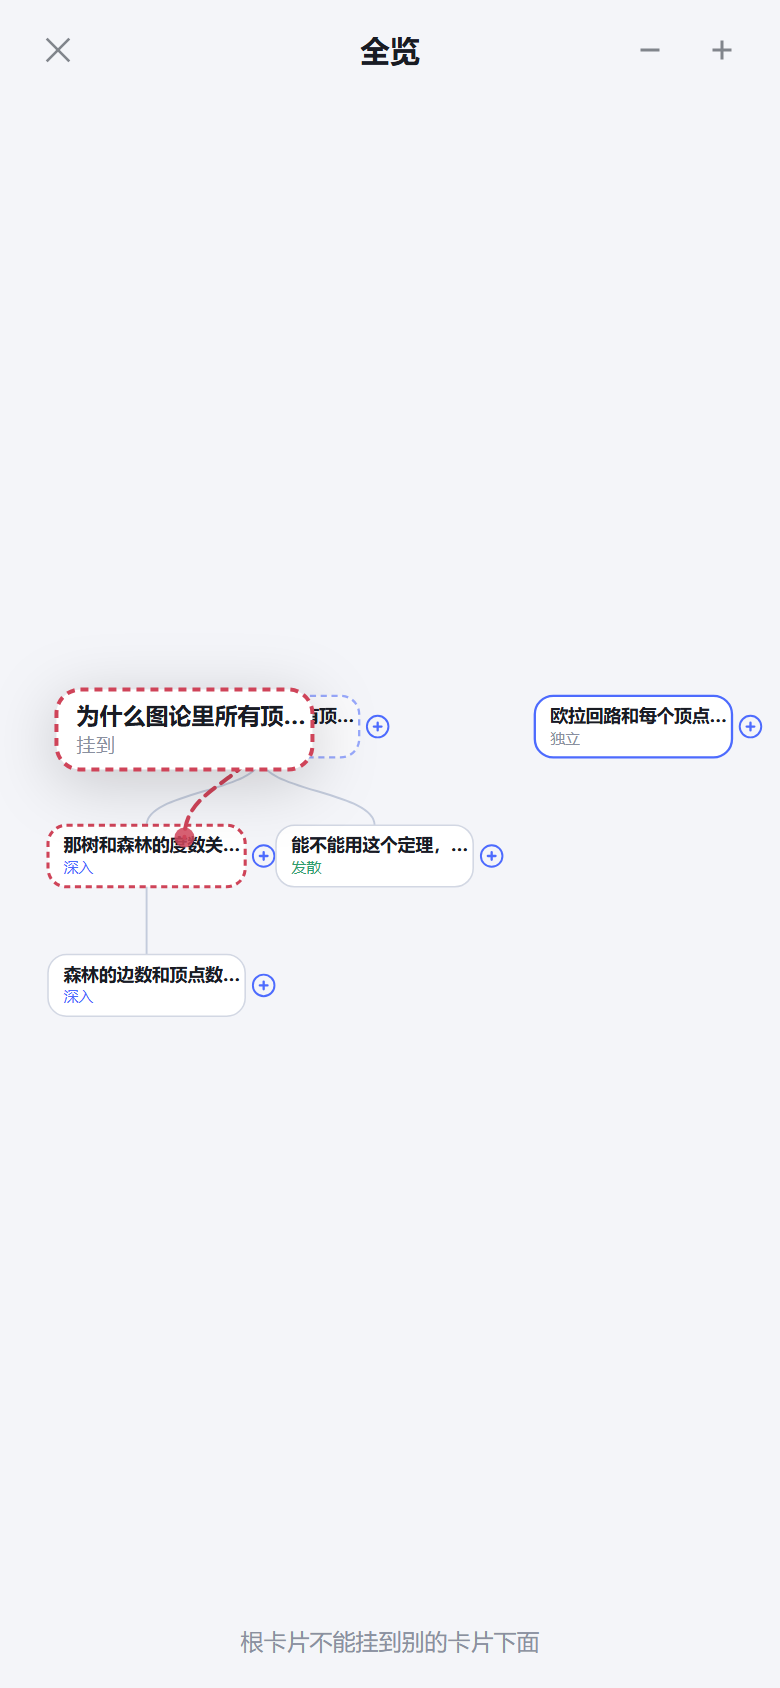 全览
为什么图论里所有顶...
挂到
顶...
欧拉回路和每个顶点...
独立
那树和森林的度数关...
深入
能不能用这个定理，...
发散
森林的边数和顶点数...
深入
根卡片不能挂到别的卡片下面